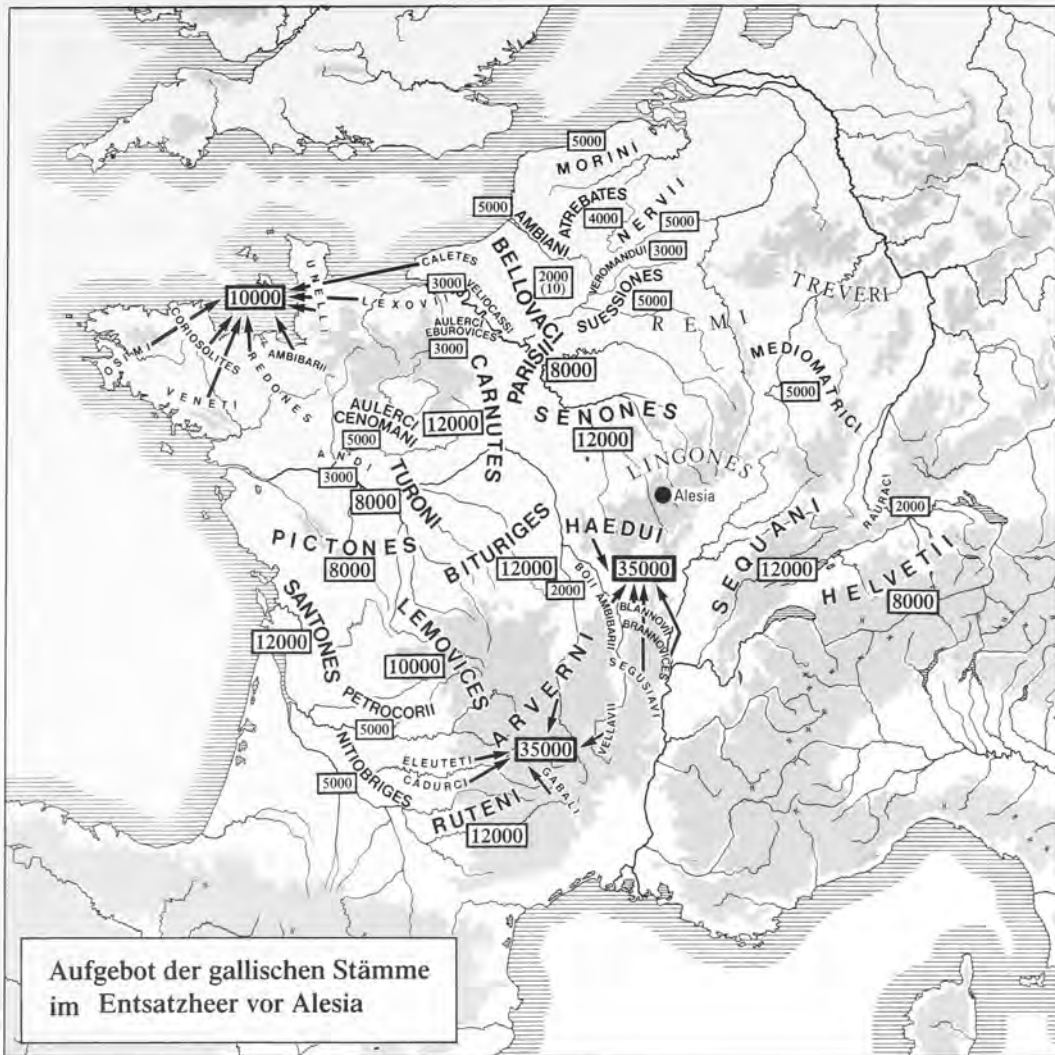 5000
MORINI
5000
AMBIANI
ATREBATES
4000
NERVII
5000
VEROMANDUI
3000
BELLOVACI
2000
(10)
SUESSIONES
5000
REMI
TREVERI
MEDIOMATRICI
5000
CALETES
3000
VELIOCASSI
UNELLI
LEXOVII
10000
AULERCI
EBUROVICES
3000
OSIMI
CORIOSOLITES
VENETI
REDONES
AMBIBARII
PARISII
8000
CARNUTES
12000
SENONES
12000
AULERCI
CENOMANI
5000
ANDI
3000
TURONI
8000
LINGONES
Alesia
PICTONES
8000
BITURIGES
12000
BOII
2000
HAEDUI
35000
AMBIBARII
BLANNOVII
BRANNOVICES
SEGUSIAVI
SEQUANI
12000
RAURACI
2000
HELVETII
8000
SANTONES
12000
LEMOVICES
10000
PETROCORII
5000
NITIOBRIGES
5000
ARVERNI
35000
ELEUTETI
CADURCI
VELLAVII
GABALI
RUTENI
12000
Aufgebot der gallischen Stämme
im Entsatzheer vor Alesia